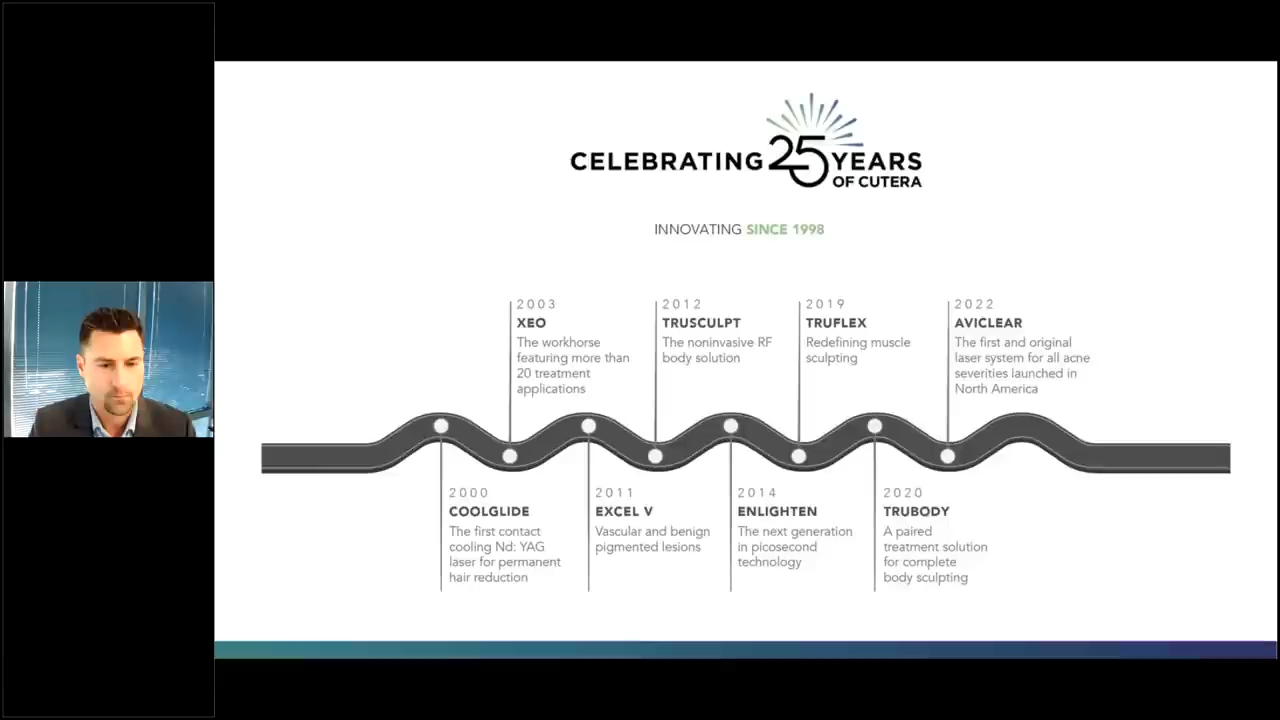 CELEBRATING 25 YEARS
OF CUTERA
INNOVATING SINCE 1998
2003
XEO
The workhorse
featuring more than
20 treatment
applications
2012
TRUSCULPT
The noninvasive RF
body solution
2019
TRUFLEX
Redefining muscle
sculpting
2022
AVICLEAR
The first and original
laser system for all acne
severities launched in
North America
2000
COOLGLIDE
The first contact
cooling Nd: YAG
laser for permanent
hair reduction
2011
EXCEL V
Vascular and benign
pigmented lesions
2014
ENLIGHTEN
The next generation
in picosecond
technology
2020
TRUBODY
A paired
treatment solution
for complete
body sculpting